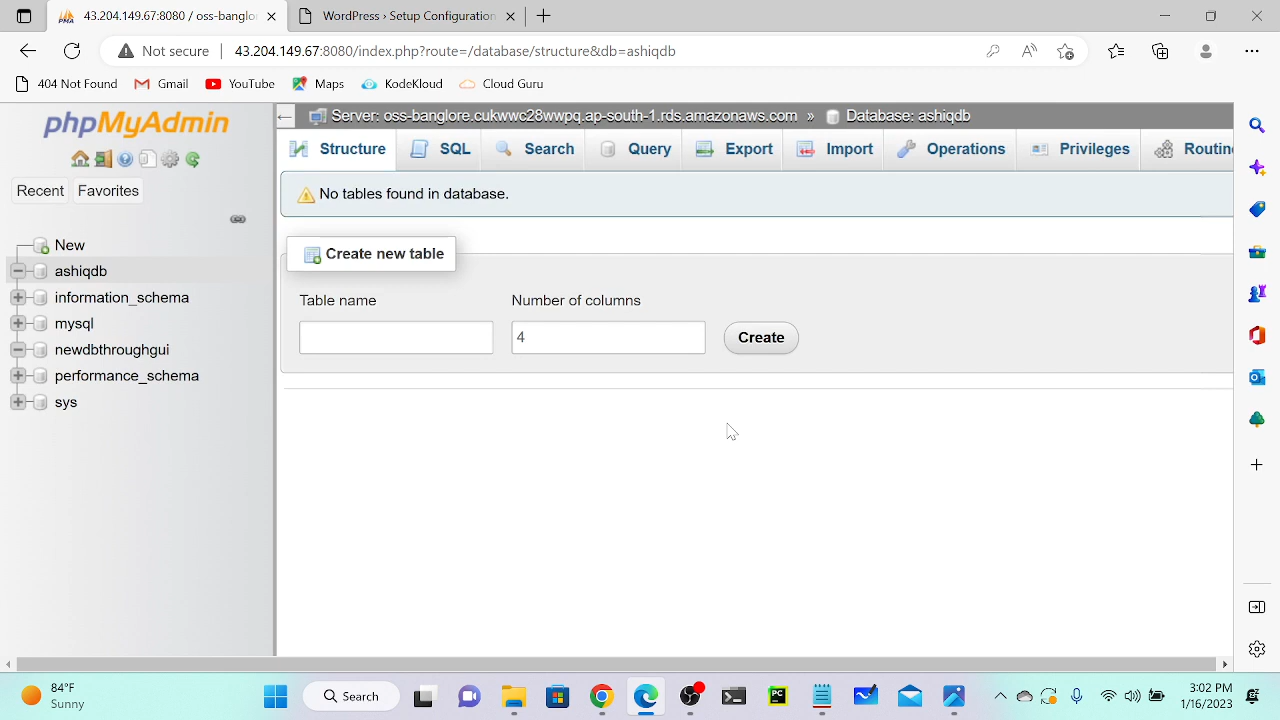 43.204.149.67:8080 / oss-banglor
WordPress › Setup Configuration
Not secure
43.204.149.67:8080/index.php?route=/database/structure&db=ashiqdb
404 Not Found
Gmail
YouTube
Maps
KodeKloud
Cloud Guru
phpMyAdmin
Recent
Favorites
New
ashiqdb
information_schema
mysql
newdbthroughgui
performance_schema
sys
Server: oss-banglore.cukwwc28wwpq.ap-south-1.rds.amazonaws.com » Database: ashiqdb
Structure
SQL
Search
Query
Export
Import
Operations
Privileges
Routin
No tables found in database.
Create new table
Table name
Number of columns
4
Create
84°F
Sunny
Search
3:02 PM
1/16/2023